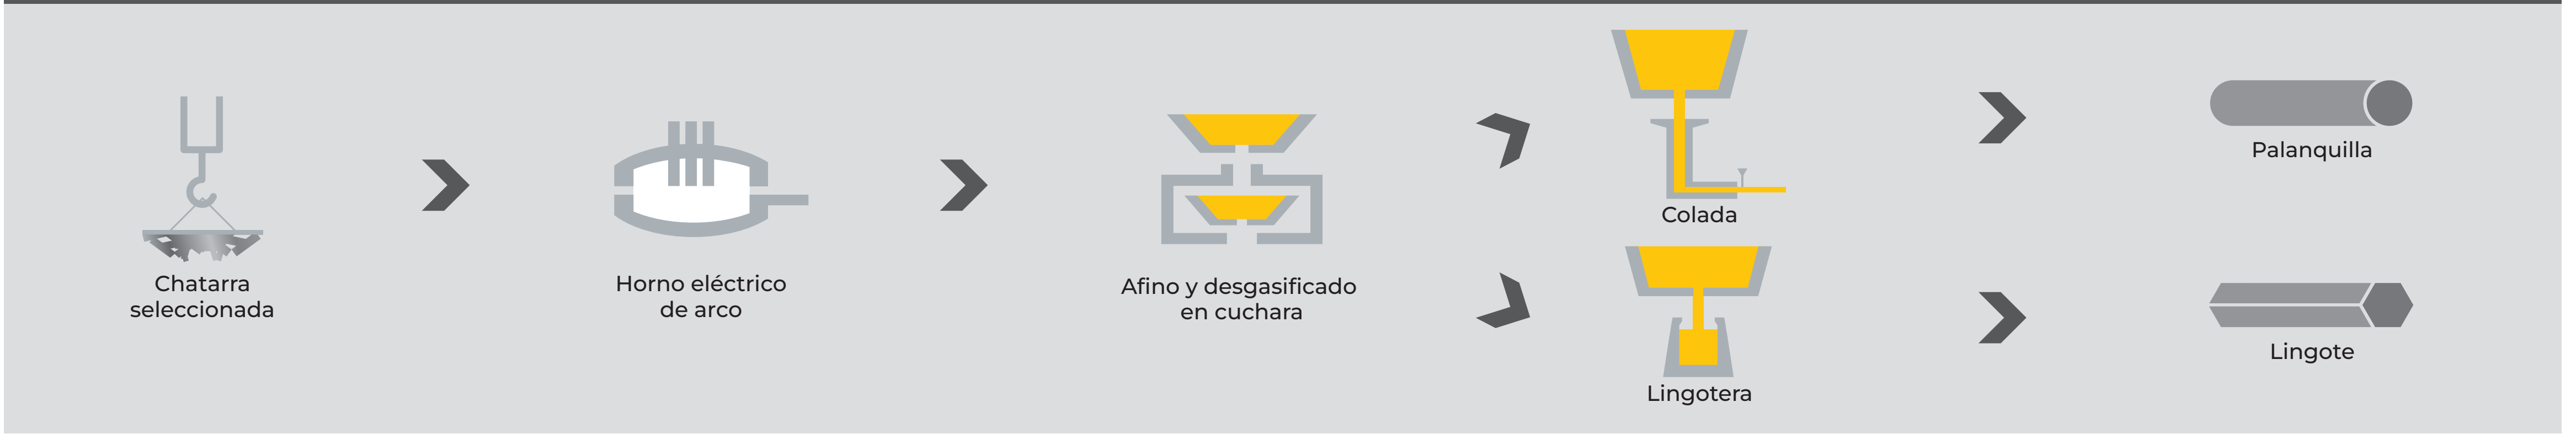 Chatarra
seleccionada
Horno eléctrico
de arco
Afino y desgasificado
en cuchara
Colada
Lingotera
Palanquilla
Lingote